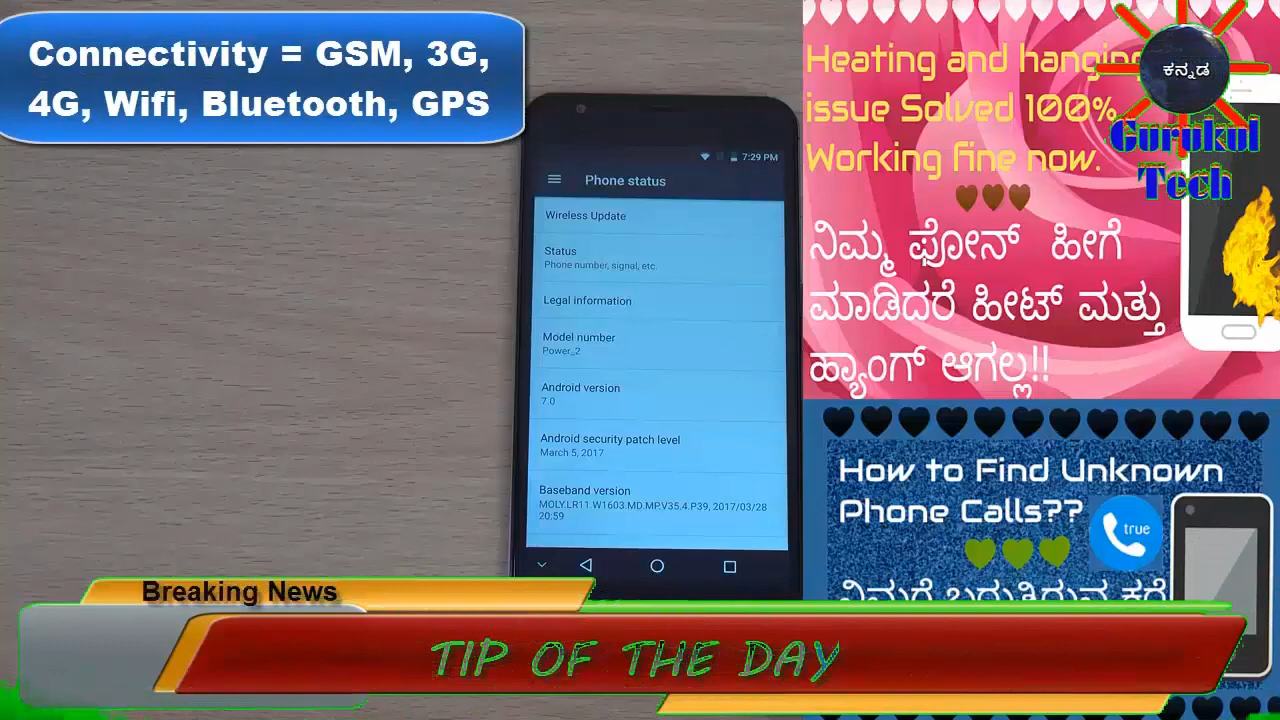 Connectivity = GSM, 3G,
4G, Wifi, Bluetooth, GPS
7:29 PM
Phone status
Wireless Update
Status
Phone number, signal, etc.
Legal information
Model number
Power_2
Android version
7.0
Android security patch level
March 5, 2017
Baseband version
MOLY.LR11.W1603.MD.MP.V35.4.P39, 2017/03/28
20:59
Heating and hanging
issue Solved 100%
Working fine now.
ನಿಮ್ಮ ಫೋನ್ ಹೀಗೆ
ಮಾಡಿದರೆ ಹೀಟ್ ಮತ್ತು
ಹ್ಯಾಂಗ್ ಆಗಲ್ಲ!!
ಕನ್ನಡ
Gurukul
Tech
How to Find Unknown
Phone Calls??
true
Breaking News
TIP OF THE DAY